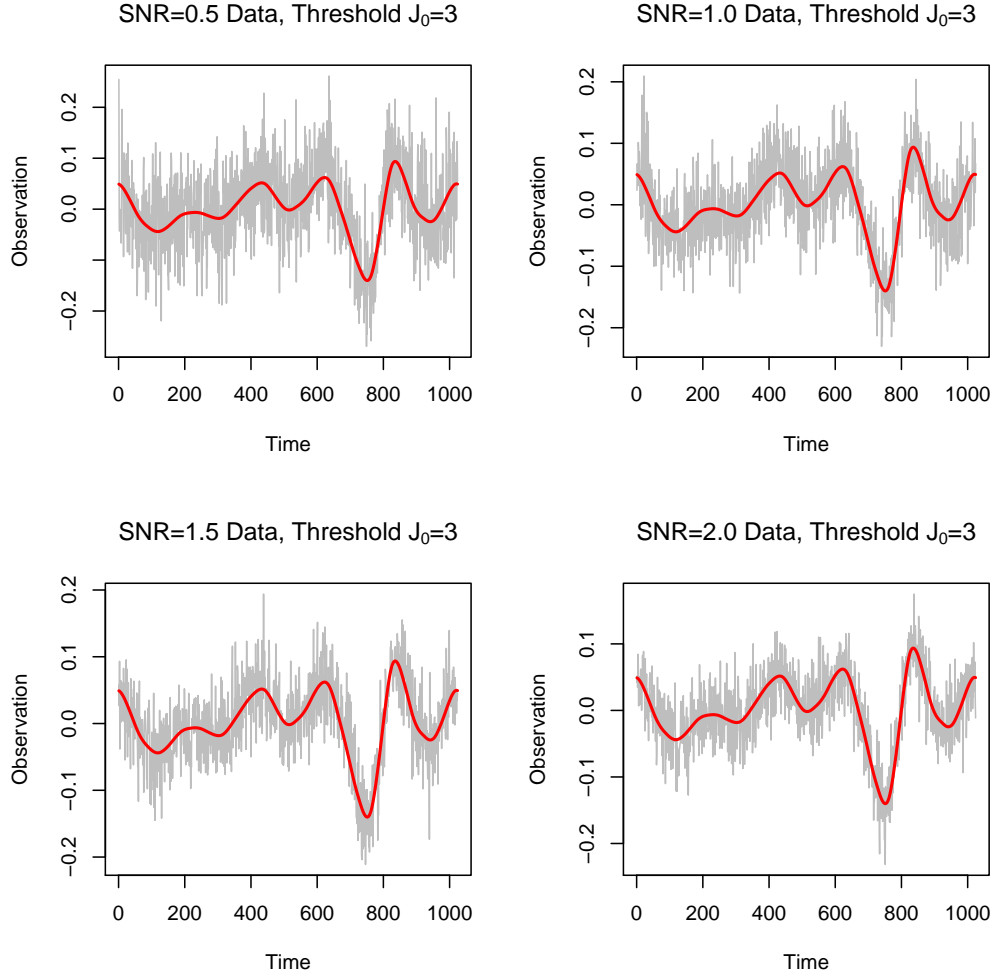 SNR=0.5 Data, Threshold J₀=3
Observation
0.2
0.1
0.0
−0.2
0 200 400 600 800 1000
Time
SNR=1.0 Data, Threshold J₀=3
Observation
0.2
0.1
0.0
−0.1
−0.2
0 200 400 600 800 1000
Time
SNR=1.5 Data, Threshold J₀=3
Observation
0.2
0.1
0.0
−0.1
−0.2
0 200 400 600 800 1000
Time
SNR=2.0 Data, Threshold J₀=3
Observation
0.1
0.0
−0.1
−0.2
0 200 400 600 800 1000
Time